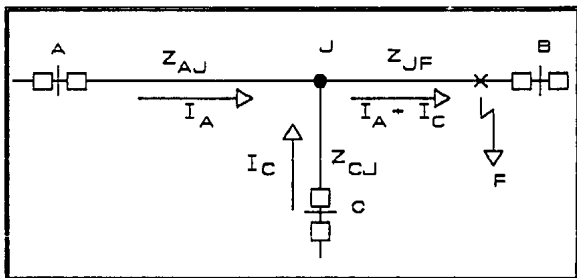 A
Z_AJ
J
Z_JF
B
I_A
I_A + I_C
I_C
Z_CJ
F
C